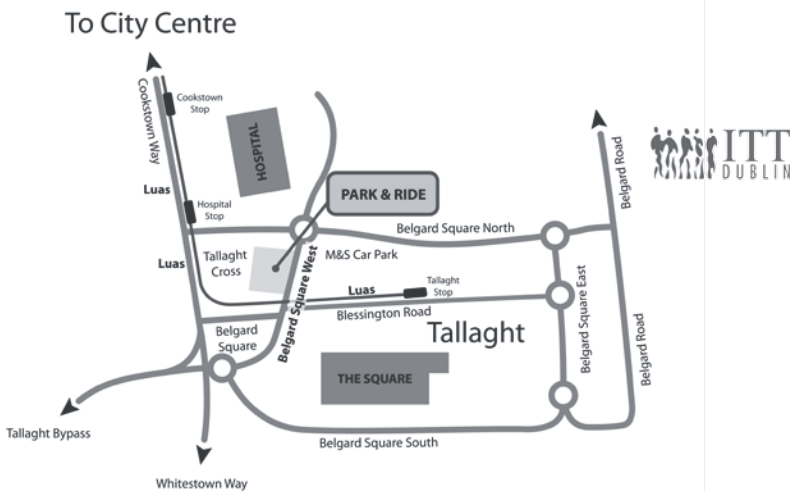 To City Centre
Cookstown Way
Cookstown
Stop
HOSPITAL
Belgard Road
ITT
DUBLIN
Luas
PARK & RIDE
Hospital
Stop
Belgard Square North
Luas
Tallaght
Cross
M&S Car Park
Belgard Square West
Luas
Tallaght
Stop
Blessington Road
Belgard Square East
Belgard
Square
Tallaght
Belgard Road
THE SQUARE
Tallaght Bypass
Belgard Square South
Whitestown Way